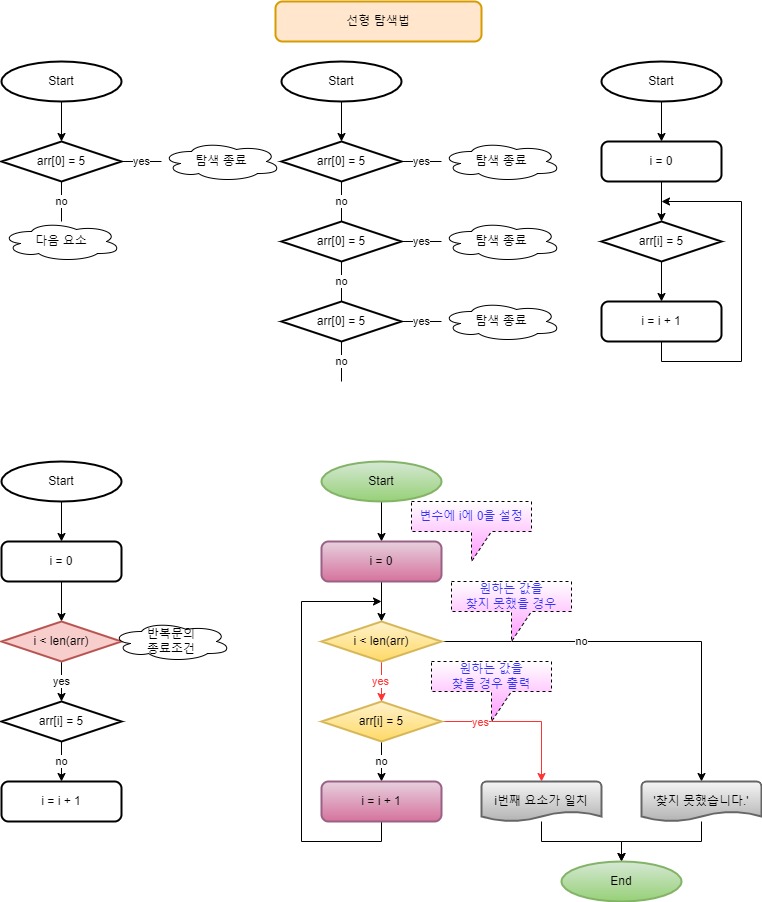 선형 탐색법
Start
arr[0] = 5
yes
탐색 종료
no
다음 요소
Start
arr[0] = 5
yes
탐색 종료
no
arr[0] = 5
yes
탐색 종료
no
arr[0] = 5
yes
탐색 종료
no
Start
i = 0
arr[i] = 5
i = i + 1
Start
i = 0
i < len(arr)
반복문의
종료조건
yes
arr[i] = 5
no
i = i + 1
Start
변수에 i에 0을 설정
i = 0
원하는 값을
찾지 못했을 경우
i < len(arr)
no
yes
원하는 값을
찾을 경우 출력
arr[i] = 5
yes
no
i = i + 1
i번째 요소가 일치
'찾지 못했습니다.'
End